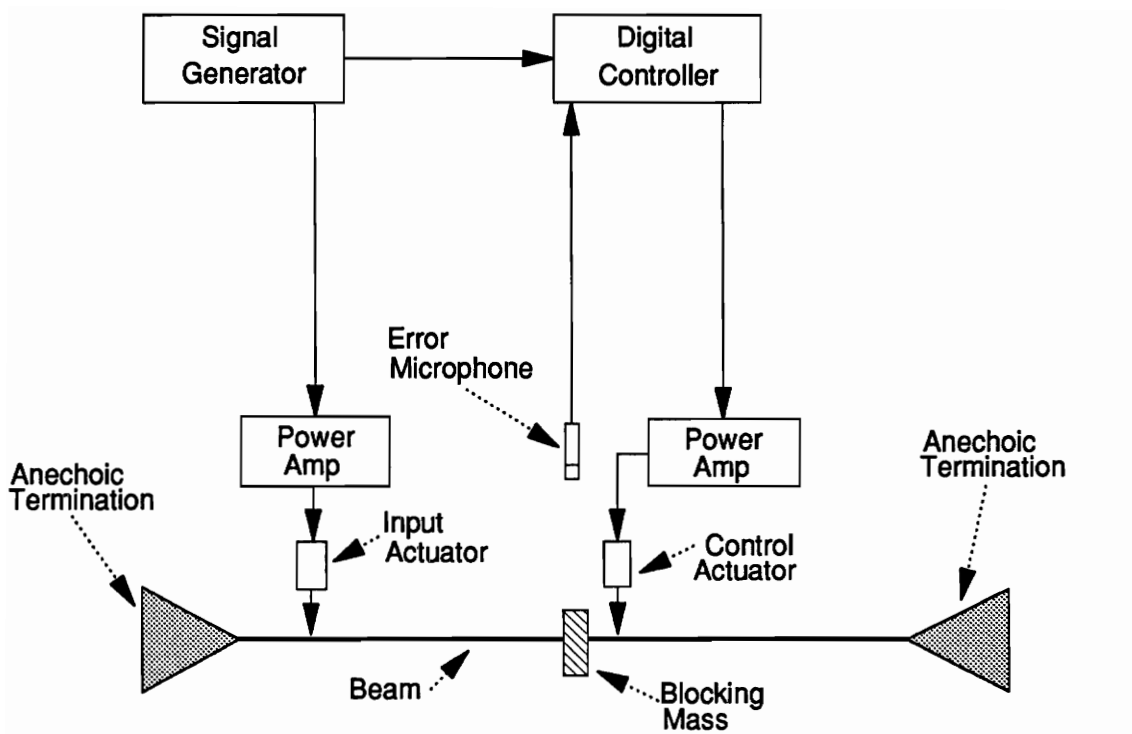 Signal
Generator
Digital
Controller
Error
Microphone
Power
Amp
Power
Amp
Anechoic
Termination
Anechoic
Termination
Input
Actuator
Control
Actuator
Beam
Blocking
Mass